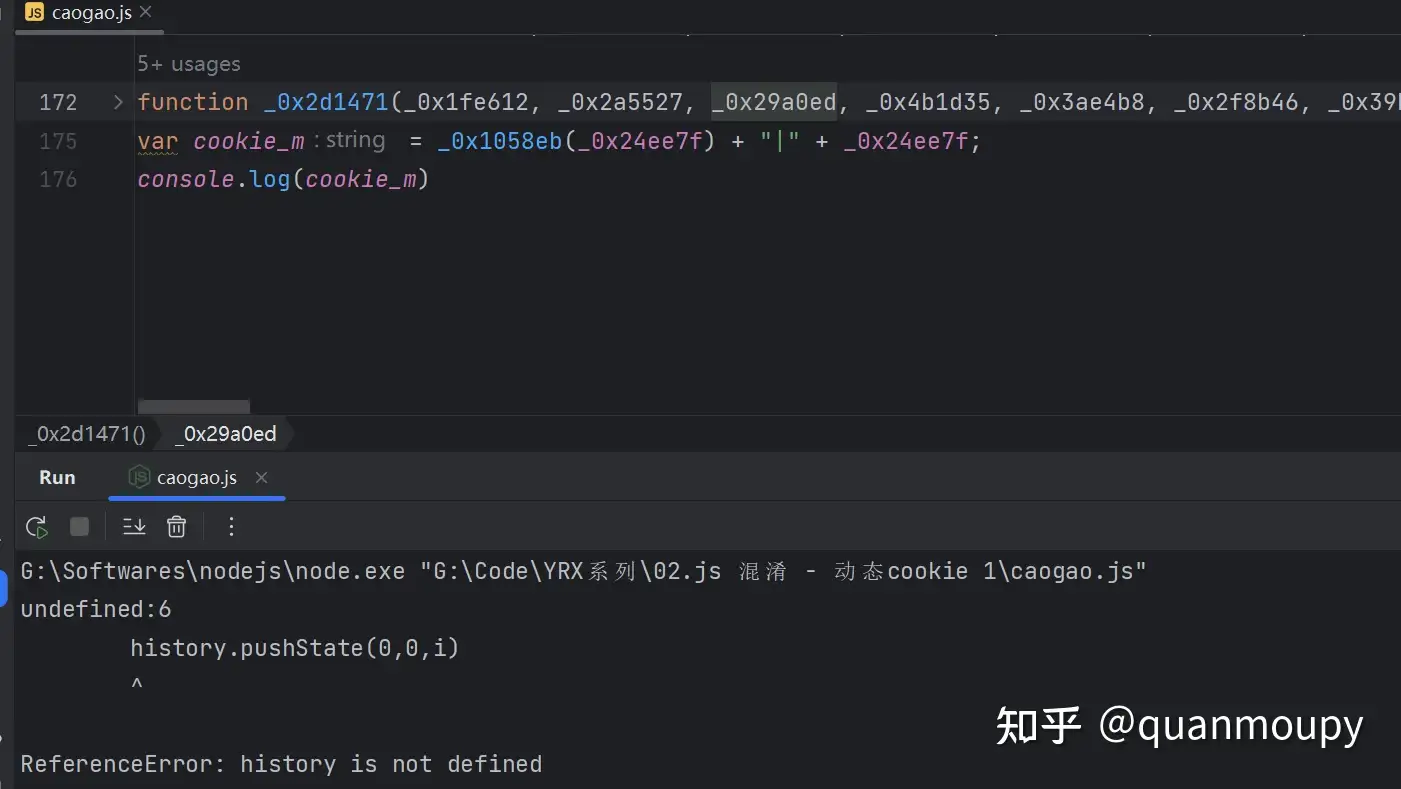 JS caogao.js
5+ usages
172 function _0x2d1471(_0x1fe612, _0x2a5527, _0x29a0ed, _0x4b1d35, _0x3ae4b8, _0x2f8b46, _0x39
175 var cookie_m : string = _0x1058eb(_0x24ee7f) + "|" + _0x24ee7f;
176 console.log(cookie_m)
_0x2d1471() _0x29a0ed
Run JS caogao.js
G:\Softwares\nodejs\node.exe "G:\Code\YRX系列\02.js 混淆 - 动态cookie 1\caogao.js"
undefined:6
history.pushState(0,0,i)
^
知乎 @quanmoupy
ReferenceError: history is not defined